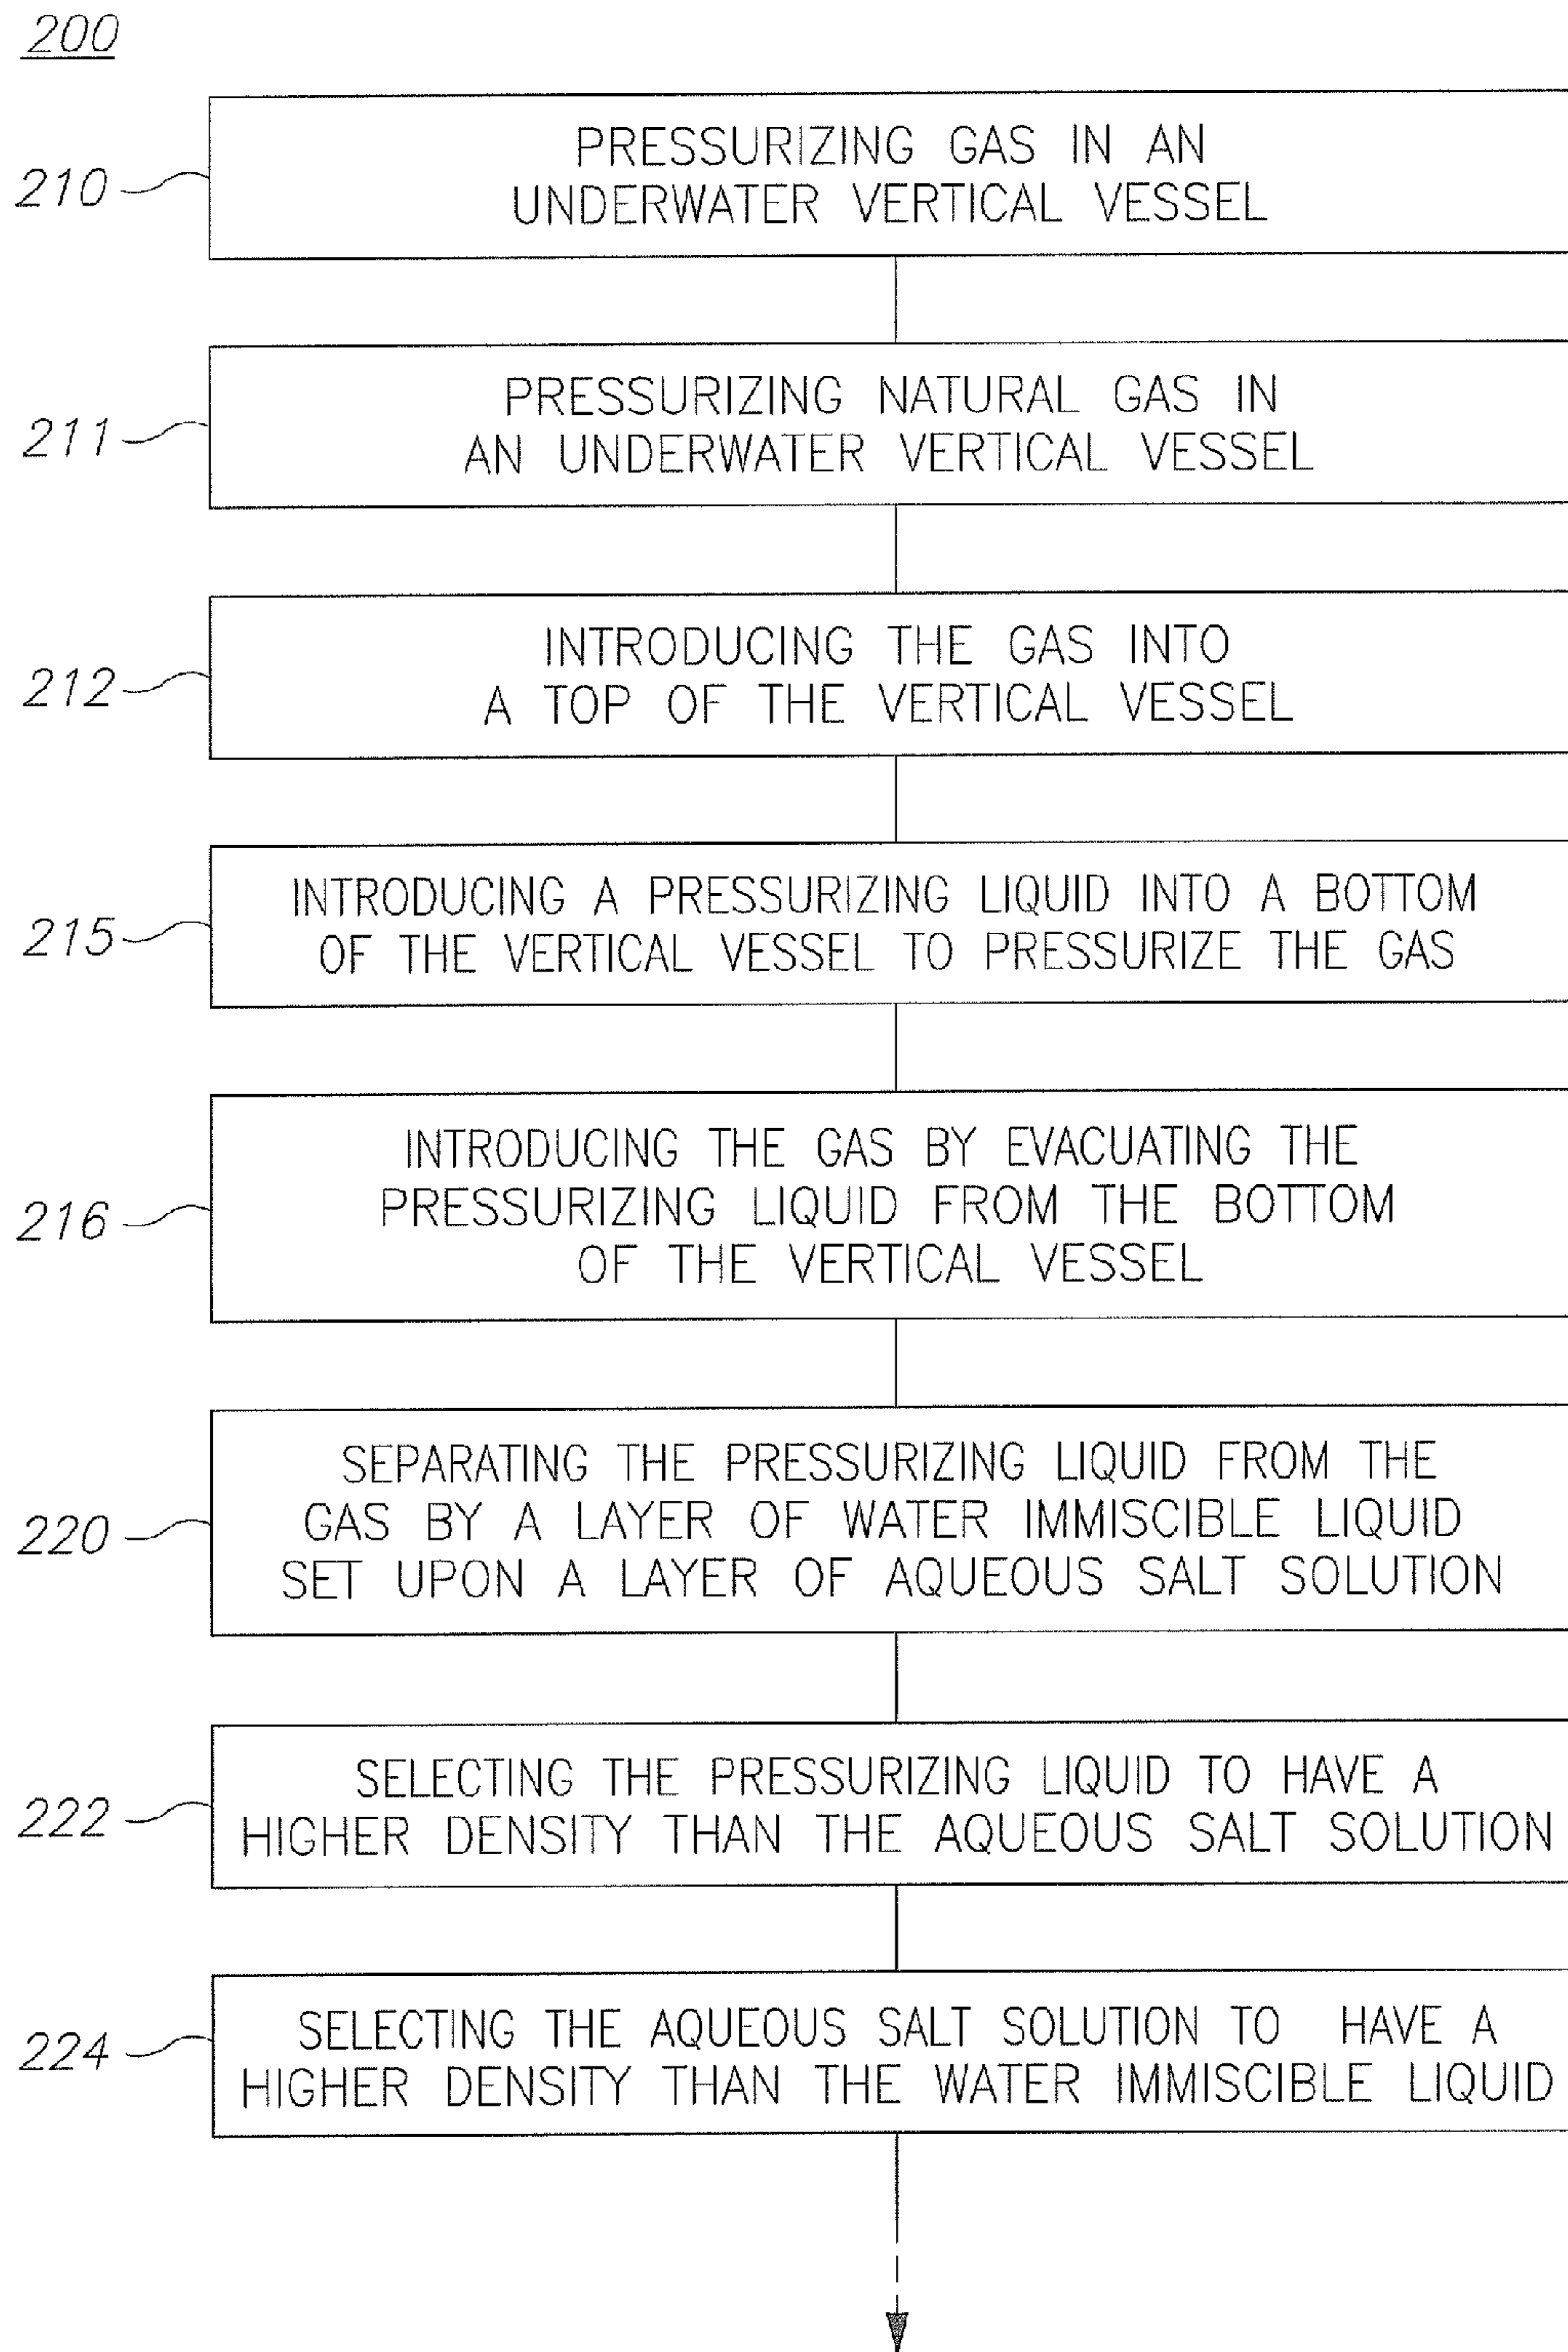 200
210
PRESSURIZING GAS IN AN
UNDERWATER VERTICAL VESSEL
211
PRESSURIZING NATURAL GAS IN
AN UNDERWATER VERTICAL VESSEL
212
INTRODUCING THE GAS INTO
A TOP OF THE VERTICAL VESSEL
215
INTRODUCING A PRESSURIZING LIQUID INTO A BOTTOM
OF THE VERTICAL VESSEL TO PRESSURIZE THE GAS
216
INTRODUCING THE GAS BY EVACUATING THE
PRESSURIZING LIQUID FROM THE BOTTOM
OF THE VERTICAL VESSEL
220
SEPARATING THE PRESSURIZING LIQUID FROM THE
GAS BY A LAYER OF WATER IMMISCIBLE LIQUID
SET UPON A LAYER OF AQUEOUS SALT SOLUTION
222
SELECTING THE PRESSURIZING LIQUID TO HAVE A
HIGHER DENSITY THAN THE AQUEOUS SALT SOLUTION
224
SELECTING THE AQUEOUS SALT SOLUTION TO HAVE A
HIGHER DENSITY THAN THE WATER IMMISCIBLE LIQUID